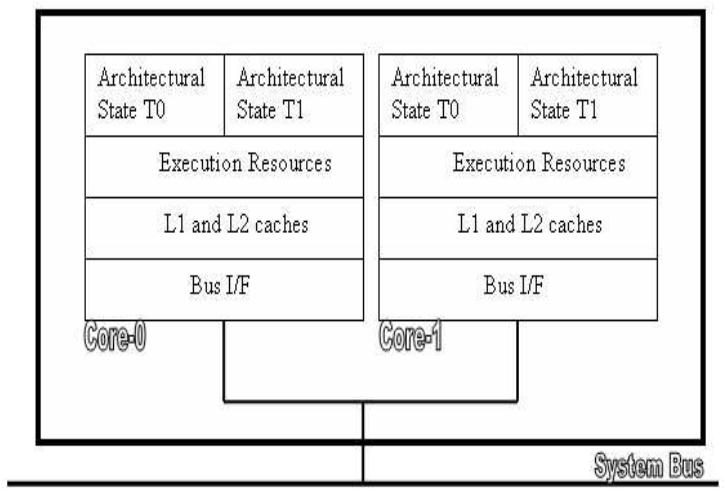 Architectural
State T0
Architectural
State T1
Execution Resources
L1 and L2 caches
Bus I/F
Core-0
Architectural
State T0
Architectural
State T1
Execution Resources
L1 and L2 caches
Bus I/F
Core-1
System Bus